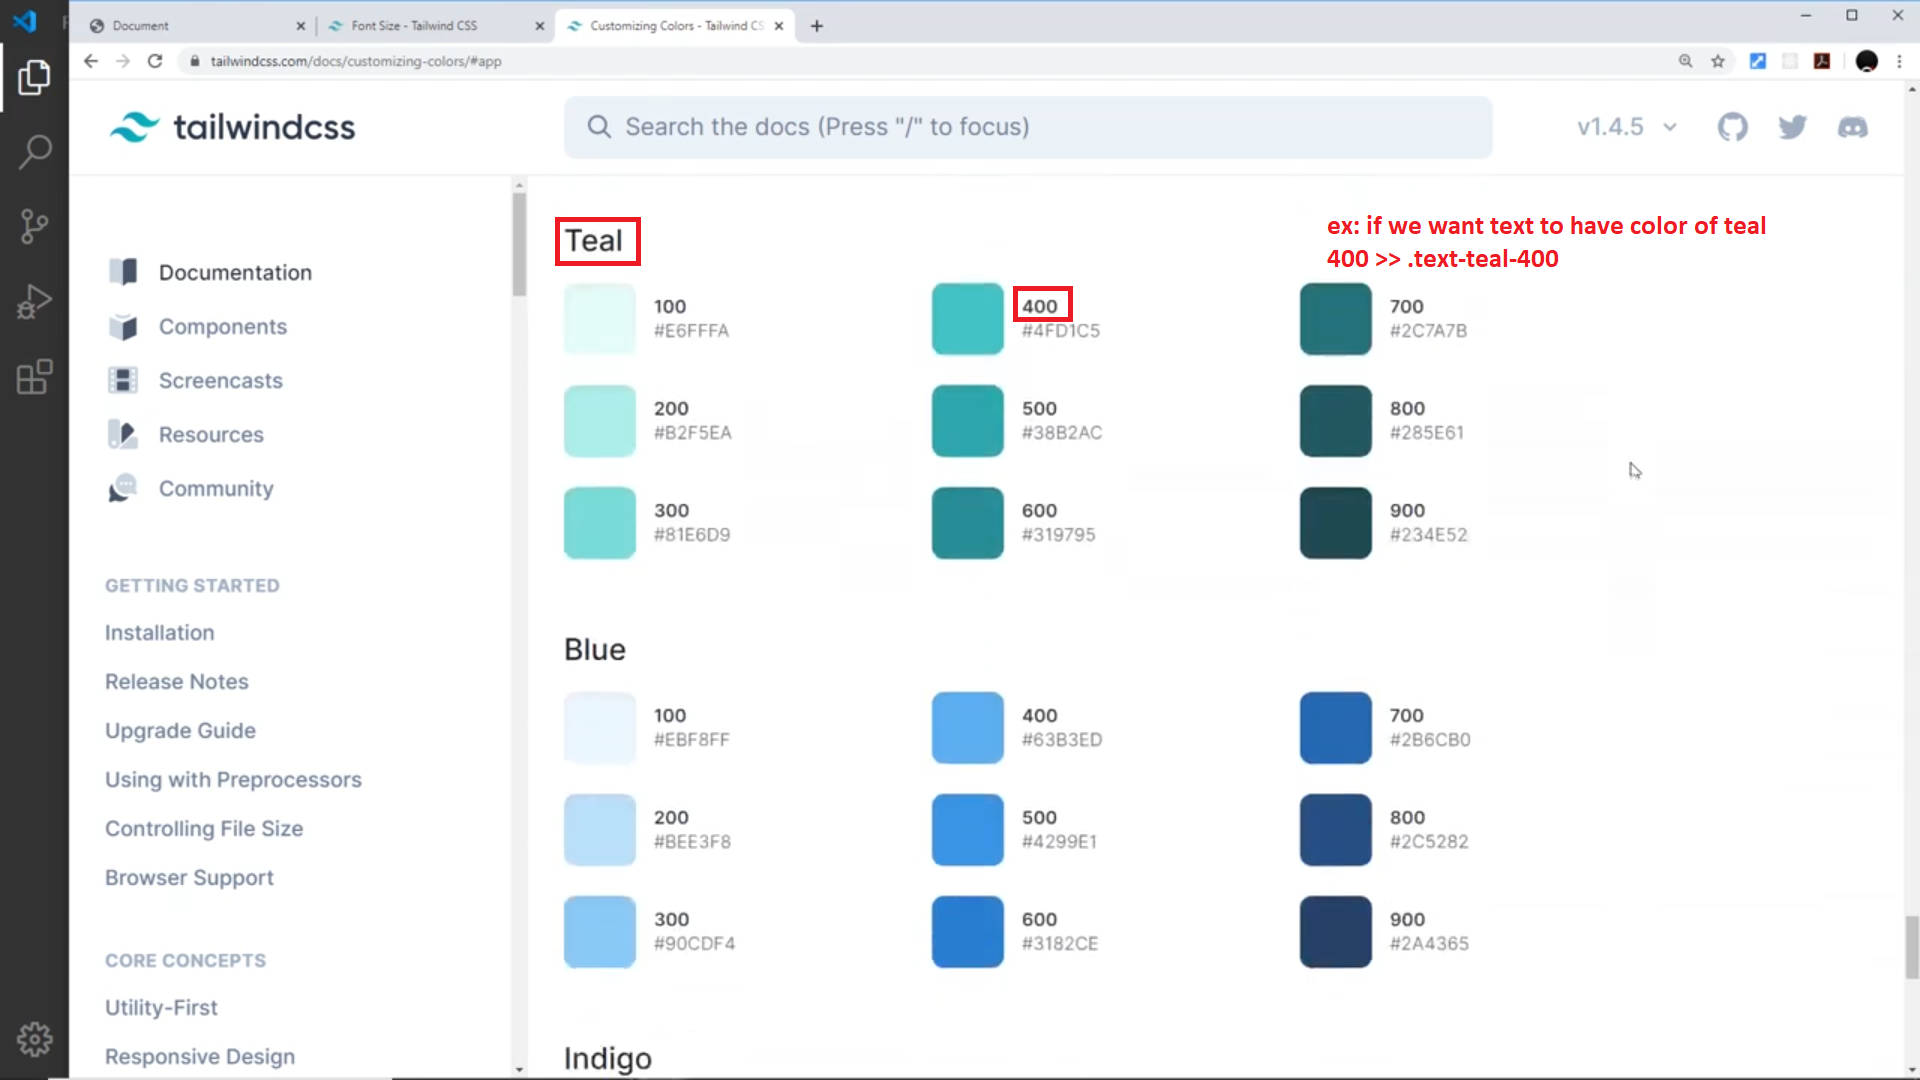 Document
Font Size - Tailwind CSS
Customizing Colors - Tailwind CS
tailwindcss.com/docs/customizing-colors/#app
tailwindcss
Search the docs (Press "/" to focus)
v1.4.5
Documentation
Components
Screencasts
Resources
Community
GETTING STARTED
Installation
Release Notes
Upgrade Guide
Using with Preprocessors
Controlling File Size
Browser Support
CORE CONCEPTS
Utility-First
Responsive Design
ex: if we want text to have color of teal
400 >> .text-teal-400
Teal
100 400 700
#E6FFFA #4FD1C5 #2C7A7B
200 500 800
#B2F5EA #38B2AC #285E61
300 600 900
#81E6D9 #319795 #234E52
Blue
100 400 700
#EBF8FF #63B3ED #2B6CB0
200 500 800
#BEE3F8 #4299E1 #2C5282
300 600 900
#90CDF4 #3182CE #2A4365
Indigo